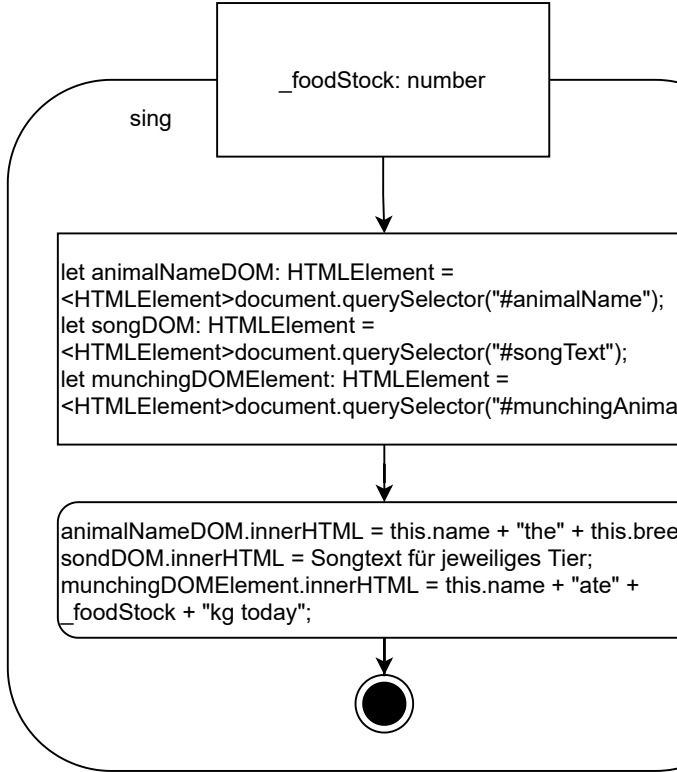 _foodStock: number
sing
let animalNameDOM: HTMLElement =
<HTMLElement>document.querySelector("#animalName");
let songDOM: HTMLElement =
<HTMLElement>document.querySelector("#songText");
let munchingDOMElement: HTMLElement =
<HTMLElement>document.querySelector("#munchingAnima
animalNameDOM.innerHTML = this.name + "the" + this.bree
sondDOM.innerHTML = Songtext für jeweiliges Tier;
munchingDOMElement.innerHTML = this.name + "ate" +
_foodStock + "kg today";